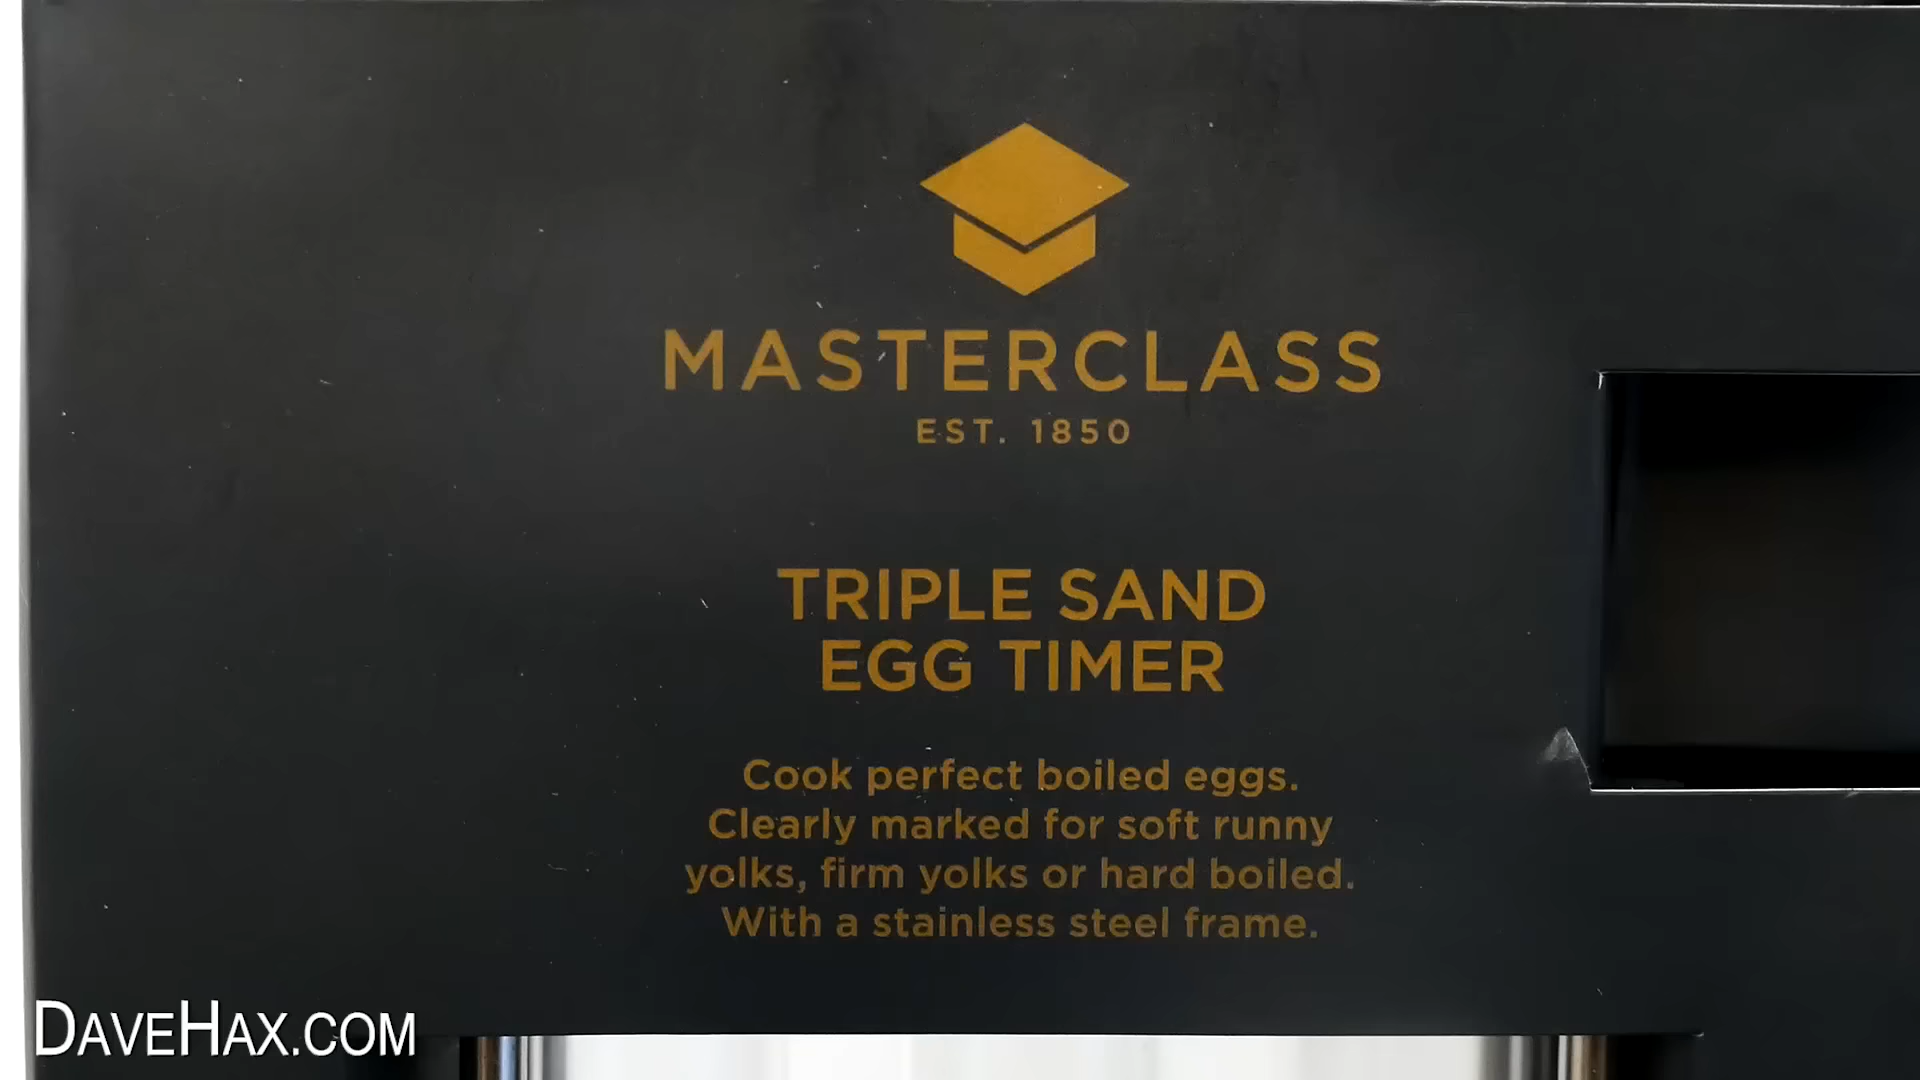 MASTERCLASS
EST. 1850
TRIPLE SAND
EGG TIMER
Cook perfect boiled eggs.
Clearly marked for soft runny
yolks, firm yolks or hard boiled.
With a stainless steel frame.
DAVEHAX.COM